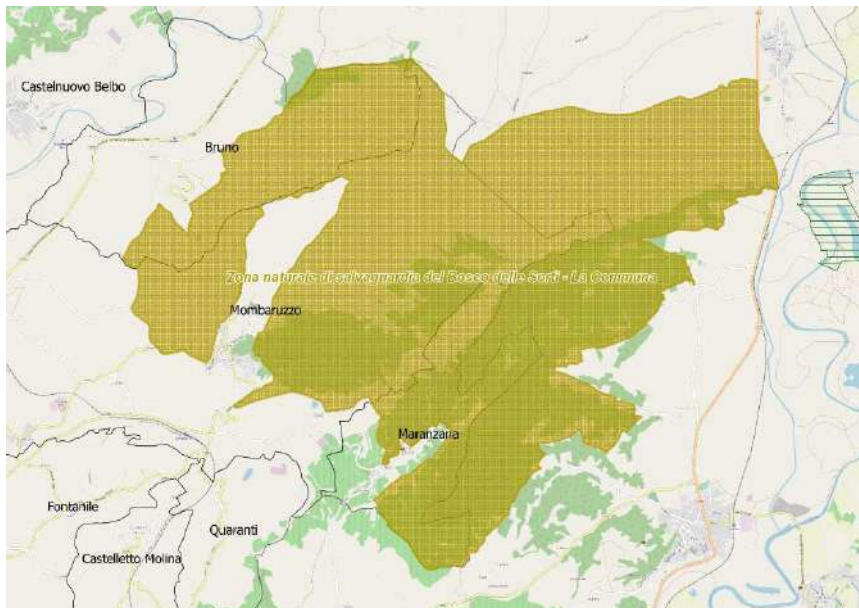 Castelnuovo Belbo
Bruno
Zona naturale di salvaguardia del Bosco delle Sorti - La Communa
Mombaruzzo
Maranzana
Fontanile
Quaranti
Castelletto Molina